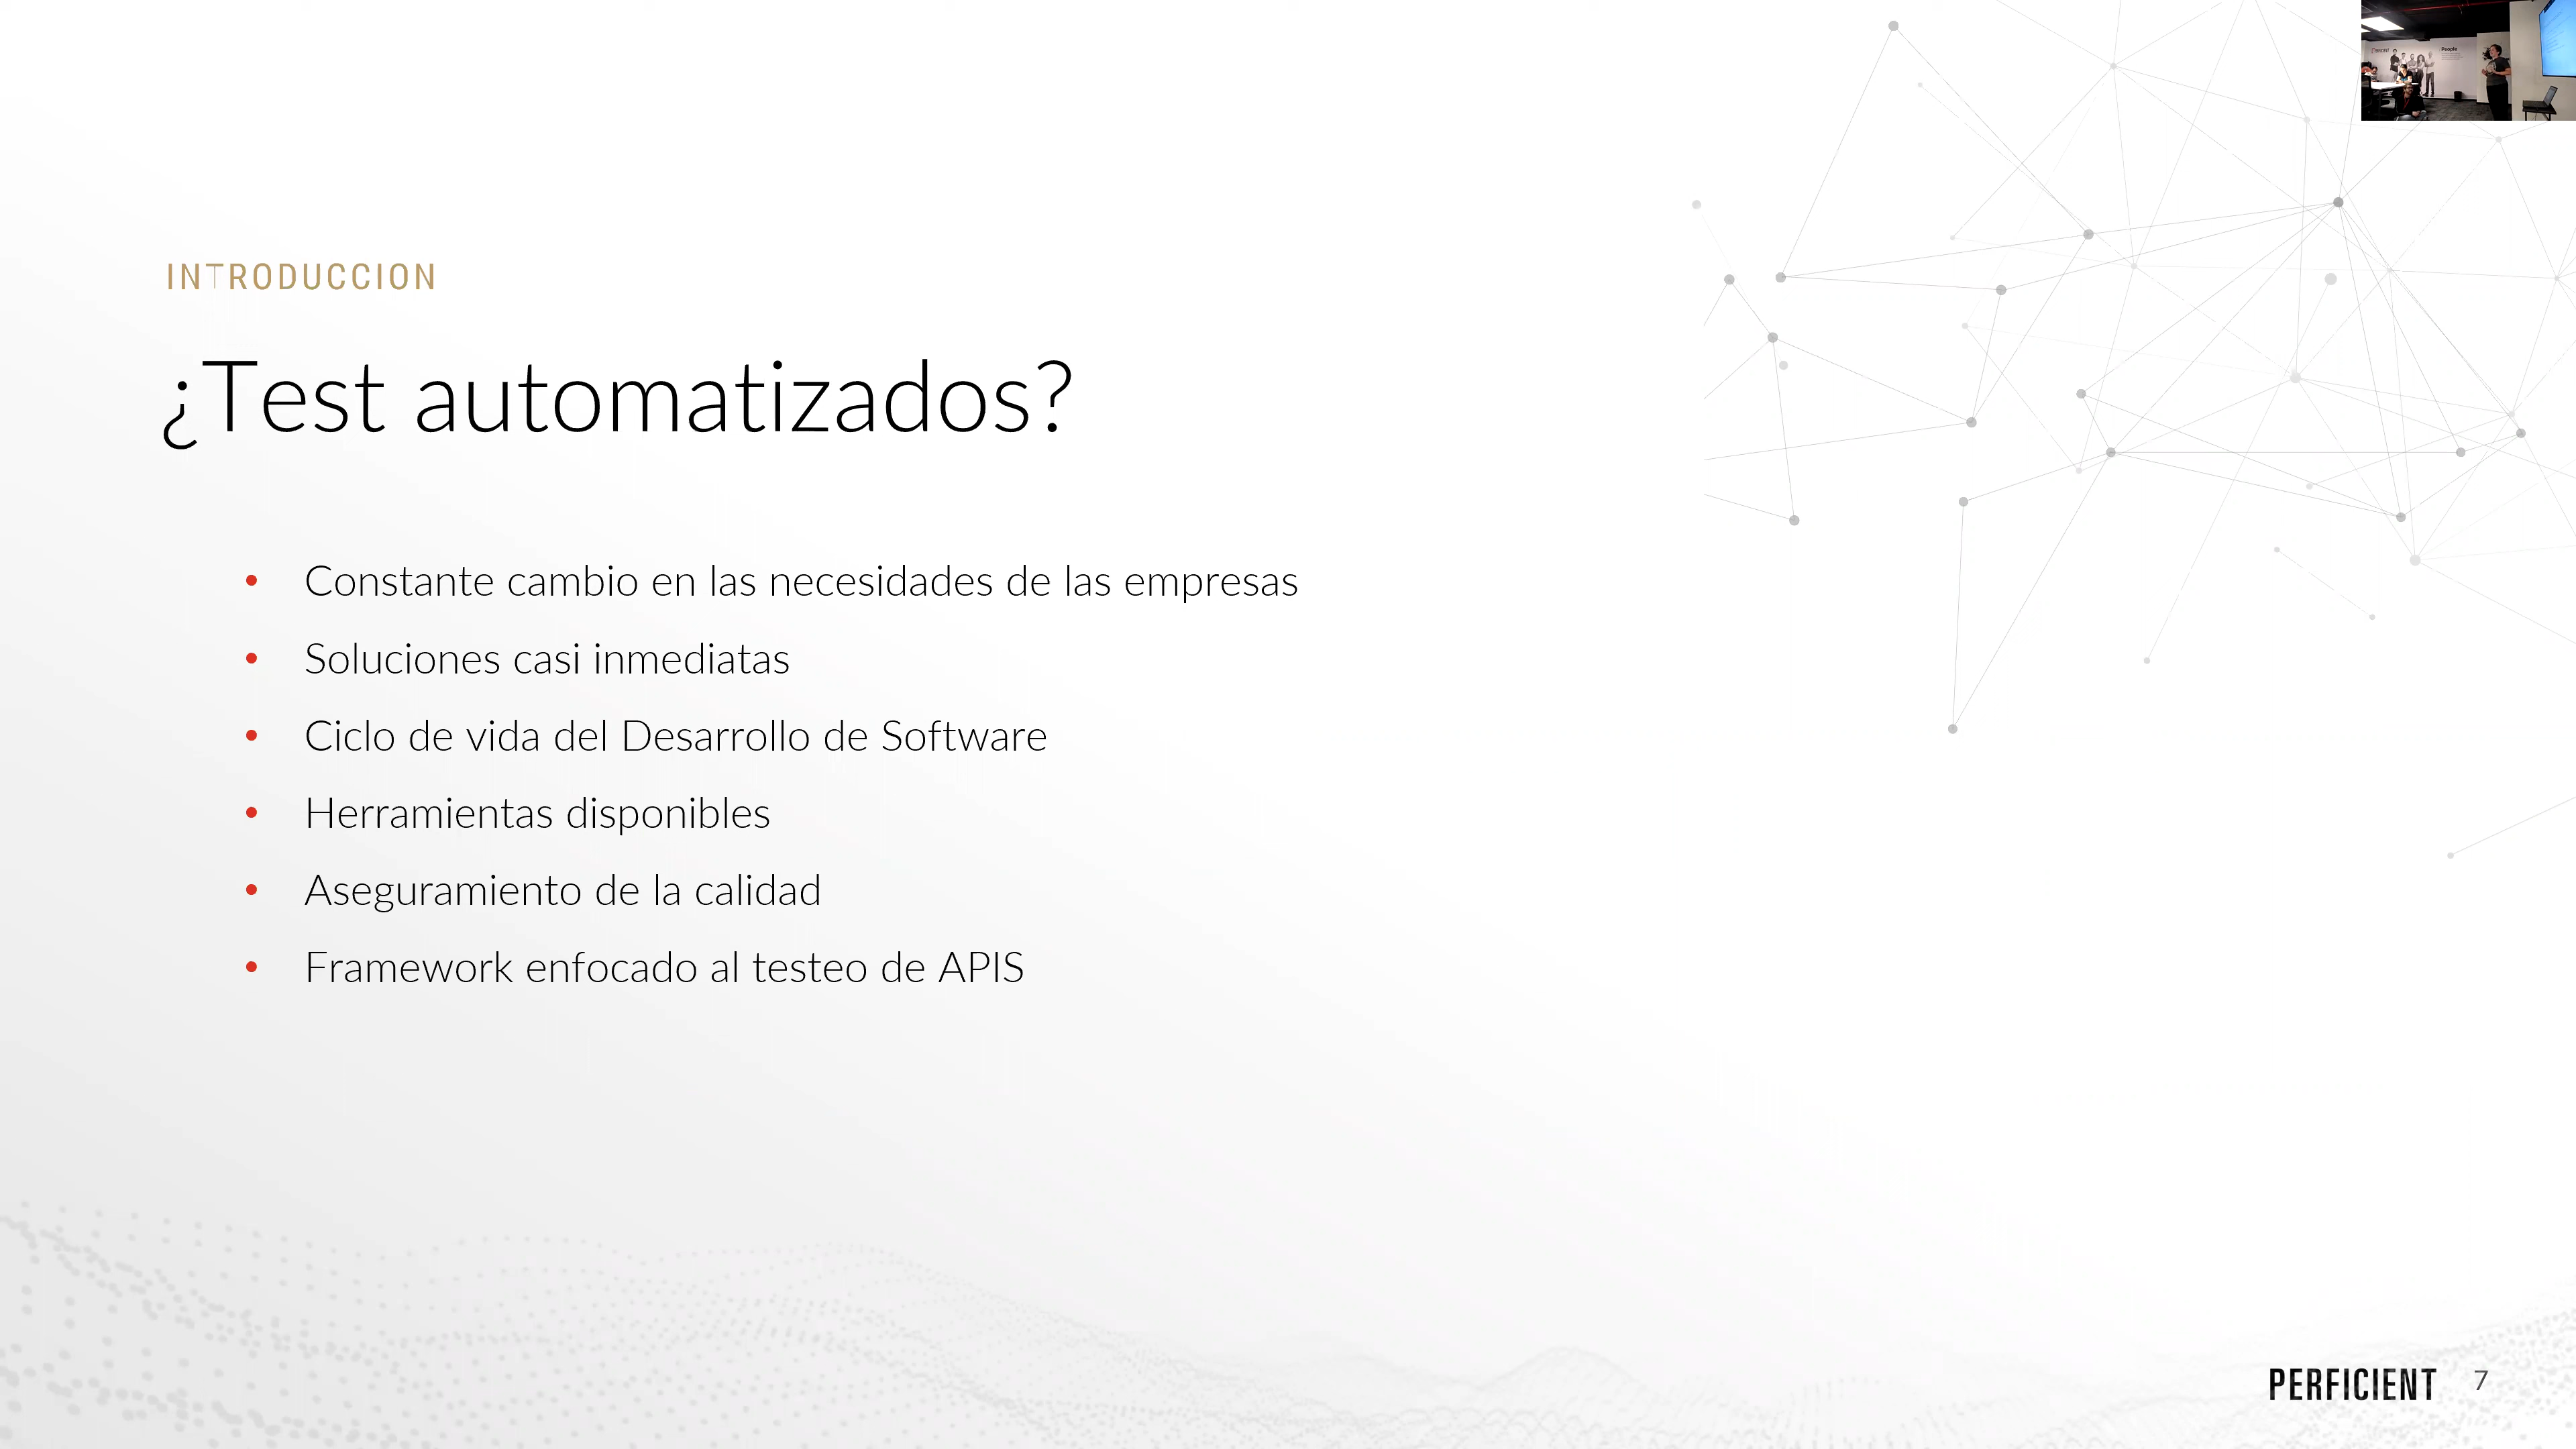 People
INTRODUCCION
¿Test automatizados?
• Constante cambio en las necesidades de las empresas
• Soluciones casi inmediatas
• Ciclo de vida del Desarrollo de Software
• Herramientas disponibles
• Aseguramiento de la calidad
• Framework enfocado al testeo de APIS
PERFICIENT 7